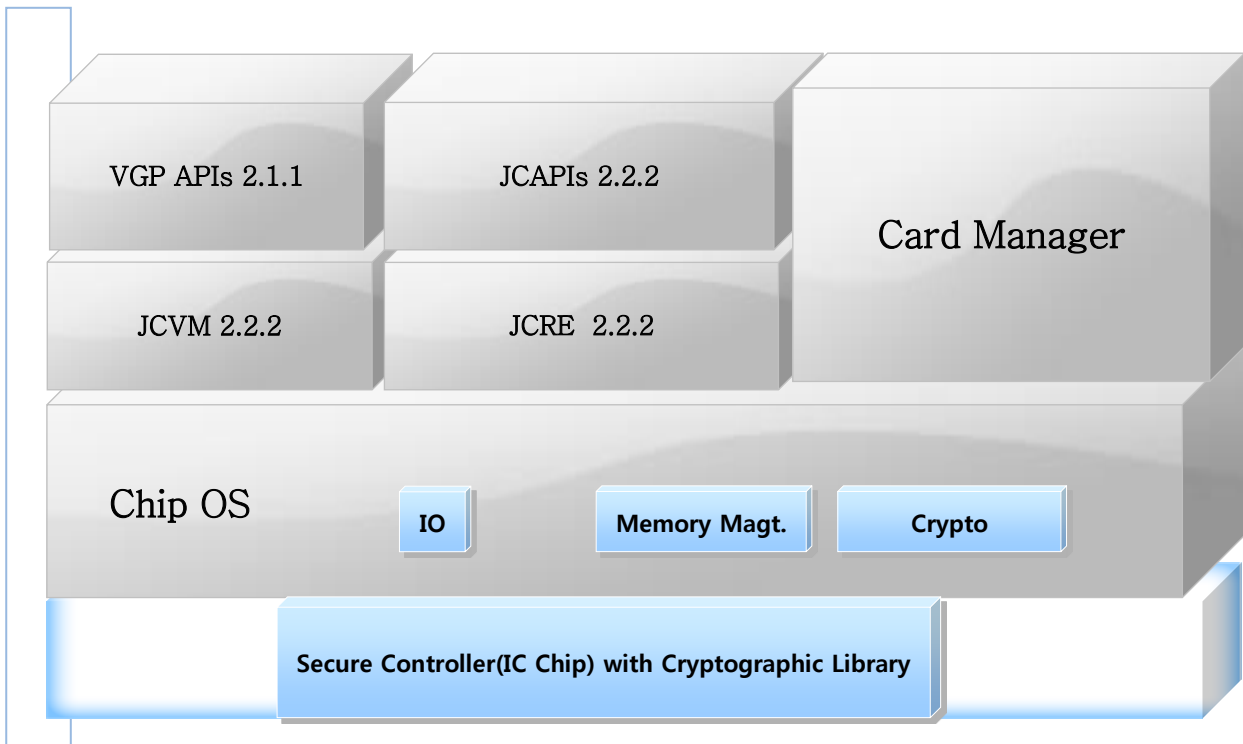 VGP APIs 2.1.1
JCAPIs 2.2.2
Card Manager
JCVM 2.2.2
JCRE 2.2.2
Chip OS
IO
Memory Magt.
Crypto
Secure Controller(IC Chip) with Cryptographic Library